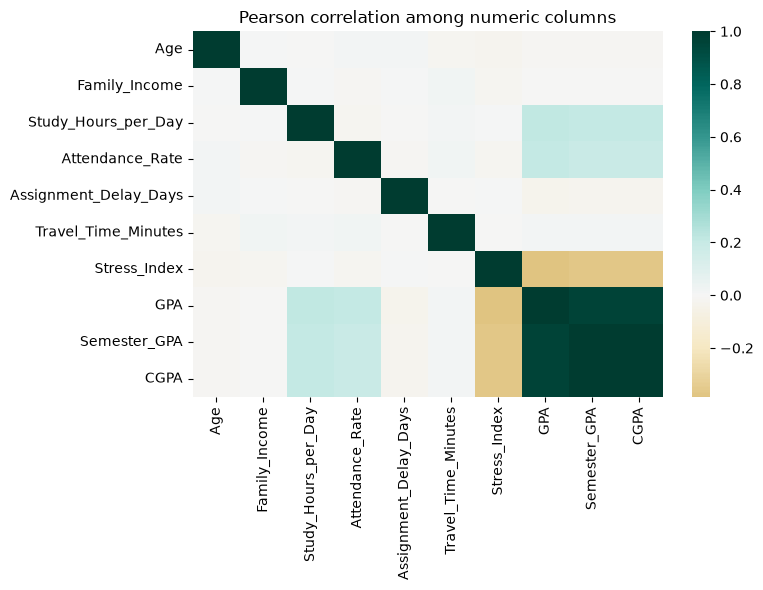 Pearson correlation among numeric columns
Age
Family_Income
Study_Hours_per_Day
Attendance_Rate
Assignment_Delay_Days
Travel_Time_Minutes
Stress_Index
GPA
Semester_GPA
CGPA
Age
Family_Income
Study_Hours_per_Day
Attendance_Rate
Assignment_Delay_Days
Travel_Time_Minutes
Stress_Index
GPA
Semester_GPA
CGPA
1.0
0.8
0.6
0.4
0.2
0.0
−0.2